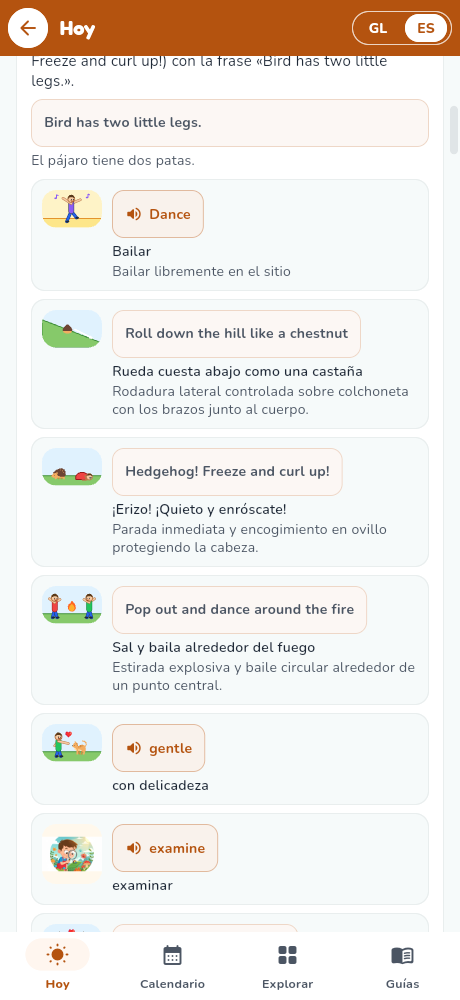 Hoy
GL
ES
Freeze and curl up!) con la frase «Bird has two little
legs.».
Bird has two little legs.
El pájaro tiene dos patas.
Dance
Bailar
Bailar libremente en el sitio
Roll down the hill like a chestnut
Rueda cuesta abajo como una castaña
Rodadura lateral controlada sobre colchoneta
con los brazos junto al cuerpo.
Hedgehog! Freeze and curl up!
¡Erizo! ¡Quieto y enróscate!
Parada inmediata y encogimiento en ovillo
protegiendo la cabeza.
Pop out and dance around the fire
Sal y baila alrededor del fuego
Estirada explosiva y baile circular alrededor de
un punto central.
gentle
con delicadeza
examine
examinar
Hoy
Calendario
Explorar
Guías